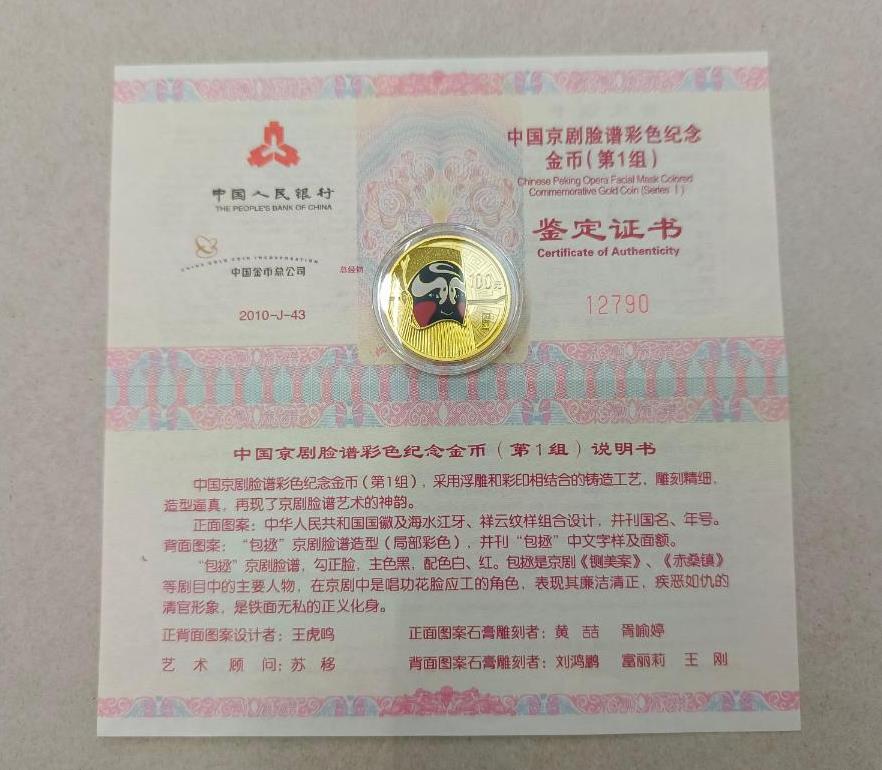 中国人民银行
THE PEOPLE'S BANK OF CHINA
CHINA GOLD COIN INCORPORATION
中国金币总公司
总经销
2010-J-43
中国京剧脸谱彩色纪念
金币(第1组)
Chinese Peking Opera Facial Mask Colored
Commemorative Gold Coin (Series Ⅰ)
鉴定证书
Certificate of Authenticity
12790
100元
中国京剧脸谱彩色纪念金币(第1组)说明书
中国京剧脸谱彩色纪念金币(第1组),采用浮雕和彩印相结合的铸造工艺,雕刻精细,
造型逼真,再现了京剧脸谱艺术的神韵。
正面图案:中华人民共和国国徽及海水江牙、祥云纹样组合设计,并刊国名、年号。
背面图案:“包拯”京剧脸谱造型(局部彩色),并刊“包拯”中文字样及面额。
“包拯”京剧脸谱,勾正脸,主色黑,配色白、红。包拯是京剧《铡美案》、《赤桑镇》
等剧目中的主要人物,在京剧中是唱功花脸应工的角色,表现其廉洁清正,疾恶如仇的
清官形象,是铁面无私的正义化身。
正背面图案设计者:王虎鸣 正面图案石膏雕刻者:黄 喆 胥喻婷
艺 术 顾 问:苏 移 背面图案石膏雕刻者:刘鸿鹏 富丽莉 王 刚